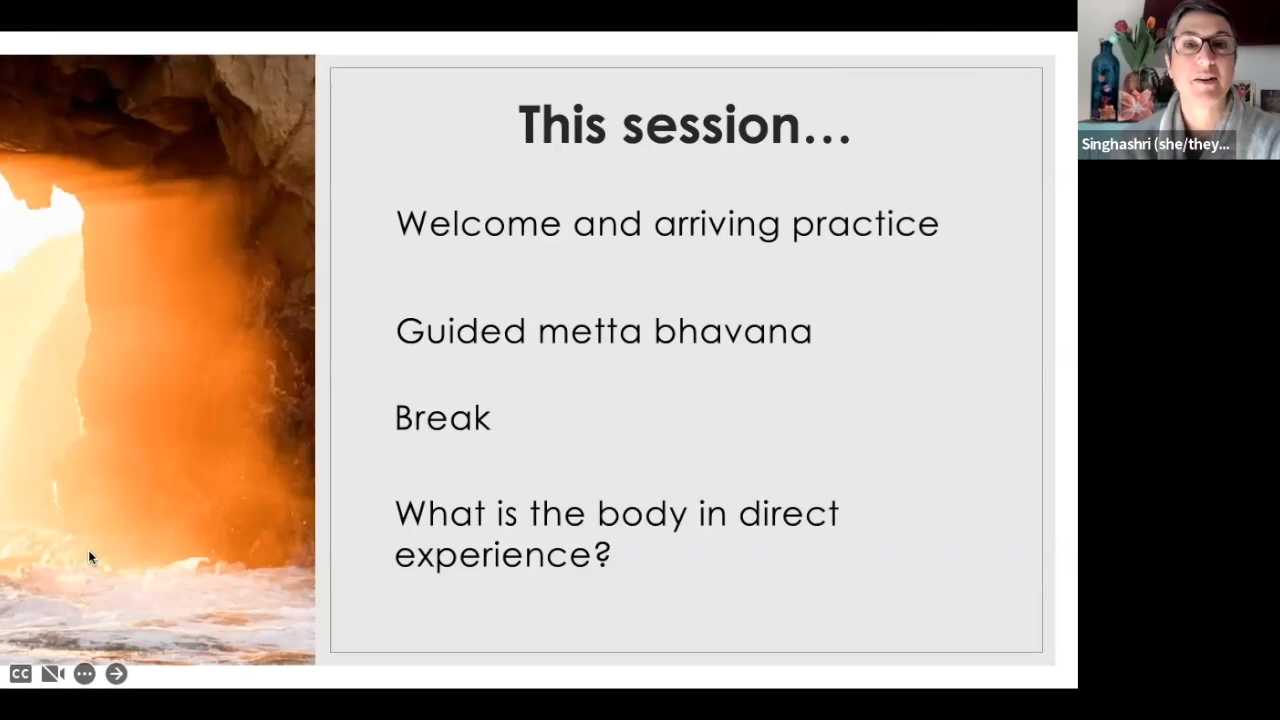 This session…
Welcome and arriving practice
Guided metta bhavana
Break
What is the body in direct
experience?
Singhashri (she/they...
CC